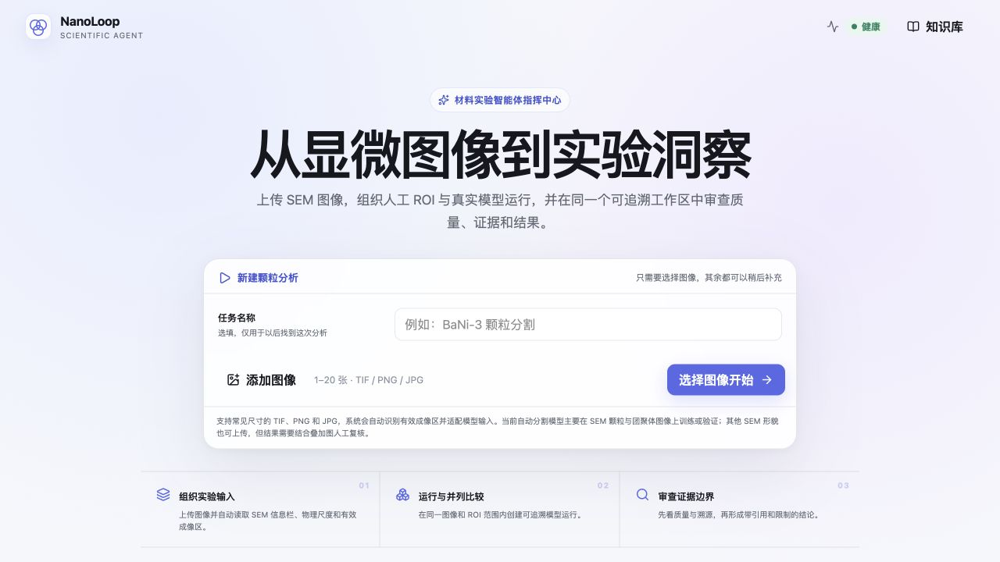 NanoLoop
SCIENTIFIC AGENT
健康
知识库
材料实验智能体指挥中心
从显微图像到实验洞察
上传 SEM 图像，组织人工 ROI 与真实模型运行，并在同一个可追溯工作区中审查质
量、证据和结果。
新建颗粒分析
只需要选择图像，其余都可以稍后补充
任务名称
选填，仅用于以后找到这次分析
例如：BaNi-3 颗粒分割
添加图像
1–20 张 · TIF / PNG / JPG
选择图像开始
支持常见尺寸的 TIF、PNG 和 JPG，系统会自动识别有效成像区并适配模型输入。当前自动分割模型主要在 SEM 颗粒与团聚体图像上训练或验证；其他 SEM 形貌
也可上传，但结果需要结合叠加图人工复核。
01
组织实验输入
上传图像并自动读取 SEM 信息栏、物理尺度和有效
成像区。
02
运行与并列比较
在同一图像和 ROI 范围内创建可追溯模型运行。
03
审查证据边界
先看质量与溯源，再形成带引用和限制的结论。